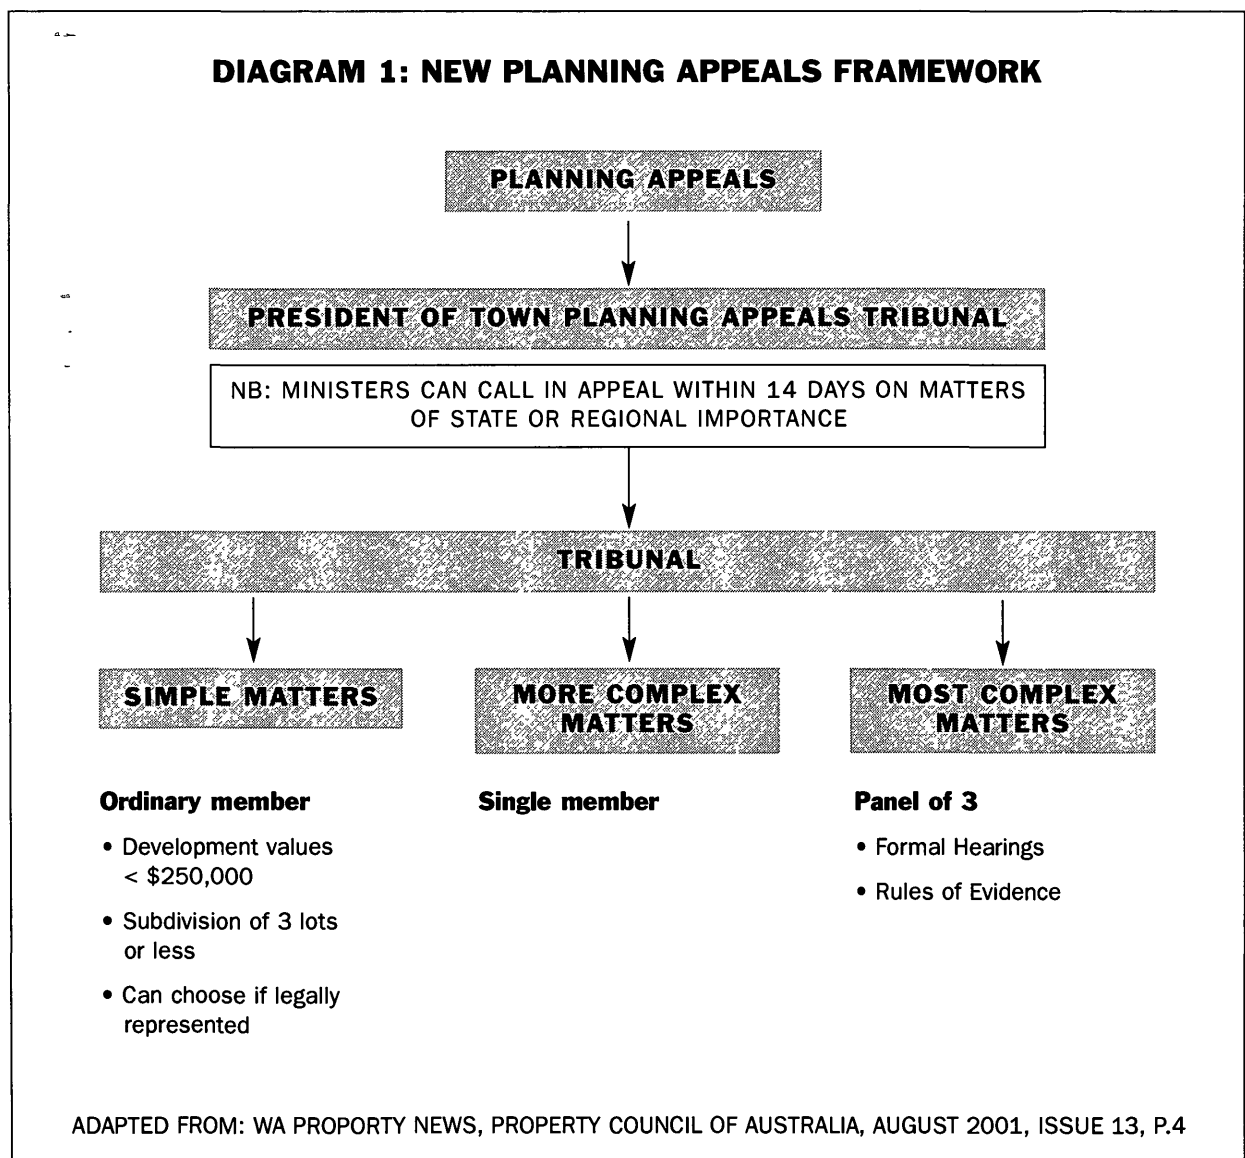 DIAGRAM 1: NEW PLANNING APPEALS FRAMEWORK
PLANNING APPEALS
PRESIDENT OF TOWN PLANNING APPEALS TRIBUNAL
NB: MINISTERS CAN CALL IN APPEAL WITHIN 14 DAYS ON MATTERS
OF STATE OR REGIONAL IMPORTANCE
TRIBUNAL
SIMPLE MATTERS
MORE COMPLEX
MATTERS
MOST COMPLEX
MATTERS
Ordinary member
• Development values
< $250,000
• Subdivision of 3 lots
or less
• Can choose if legally
represented
Single member
Panel of 3
• Formal Hearings
• Rules of Evidence
ADAPTED FROM: WA PROPORTY NEWS, PROPERTY COUNCIL OF AUSTRALIA, AUGUST 2001, ISSUE 13, P.4